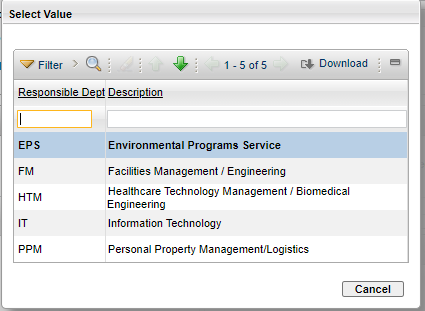 Select Value
Filter 1 - 5 of 5 Download
Responsible Dept Description
EPS Environmental Programs Service
FM Facilities Management / Engineering
HTM Healthcare Technology Management / Biomedical
Engineering
IT Information Technology
PPM Personal Property Management/Logistics
Cancel